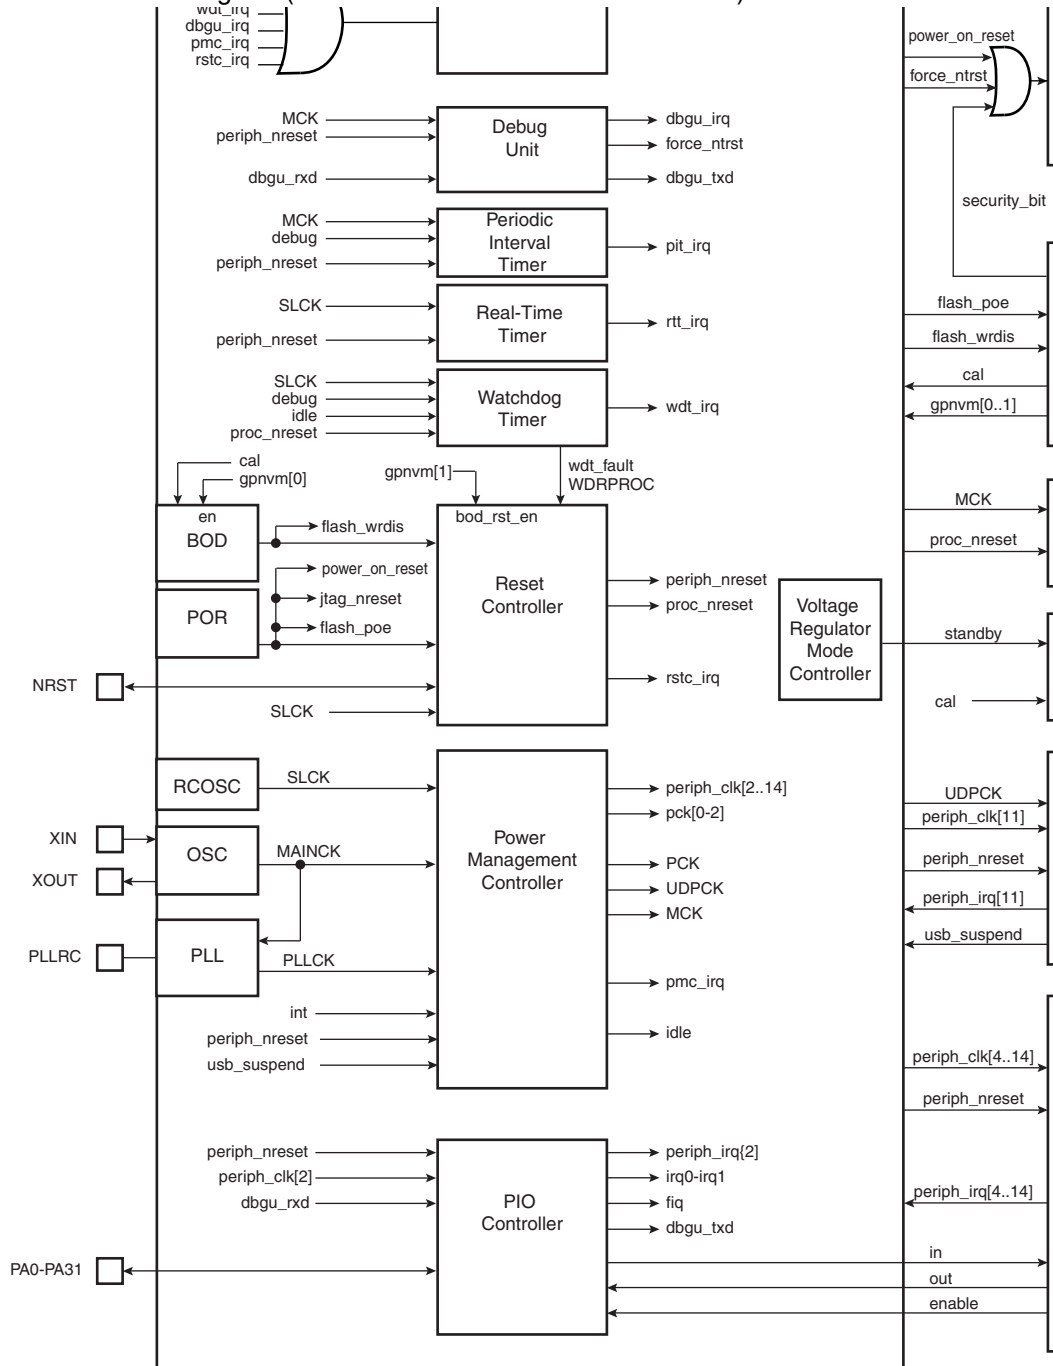 wdt_irq
dbgu_irq
pmc_irq
rstc_irq
power_on_reset
force_ntrst
security_bit
MCK
periph_nreset
dbgu_rxd
Debug
Unit
dbgu_irq
force_ntrst
dbgu_txd
MCK
debug
periph_nreset
Periodic
Interval
Timer
pit_irq
SLCK
periph_nreset
Real-Time
Timer
rtt_irq
flash_poe
flash_wrdis
cal
gpnvm[0..1]
SLCK
debug
idle
proc_nreset
Watchdog
Timer
wdt_irq
cal
gpnvm[0]
gpnvm[1]
wdt_fault
WDRPROC
en
BOD
flash_wrdis
bod_rst_en
power_on_reset
jtag_nreset
flash_poe
POR
Reset
Controller
periph_nreset
proc_nreset
rstc_irq
MCK
proc_nreset
Voltage
Regulator
Mode
Controller
standby
cal
NRST
SLCK
RCOSC
SLCK
XIN
OSC
MAINCK
XOUT
PLLRC
PLL
PLLCK
int
periph_nreset
usb_suspend
Power
Management
Controller
periph_clk[2..14]
pck[0-2]
PCK
UDPCK
MCK
pmc_irq
idle
UDPCK
periph_clk[11]
periph_nreset
periph_irq[11]
usb_suspend
periph_clk[4..14]
periph_nreset
periph_irq[4..14]
periph_nreset
periph_clk[2]
dbgu_rxd
PIO
Controller
periph_irq{2]
irq0-irq1
fiq
dbgu_txd
PA0-PA31
in
out
enable